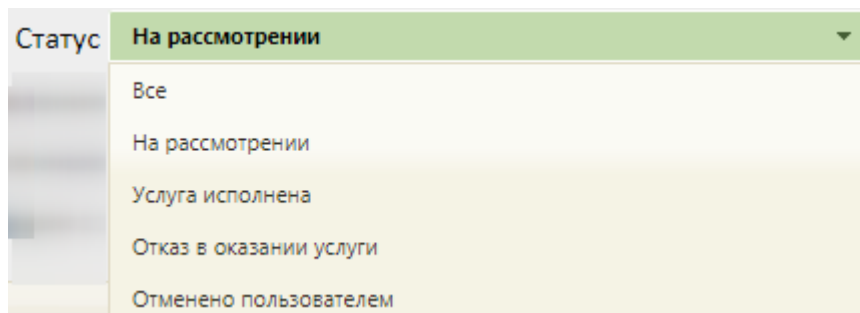 Статус На рассмотрении
Все
На рассмотрении
Услуга исполнена
Отказ в оказании услуги
Отменено пользователем